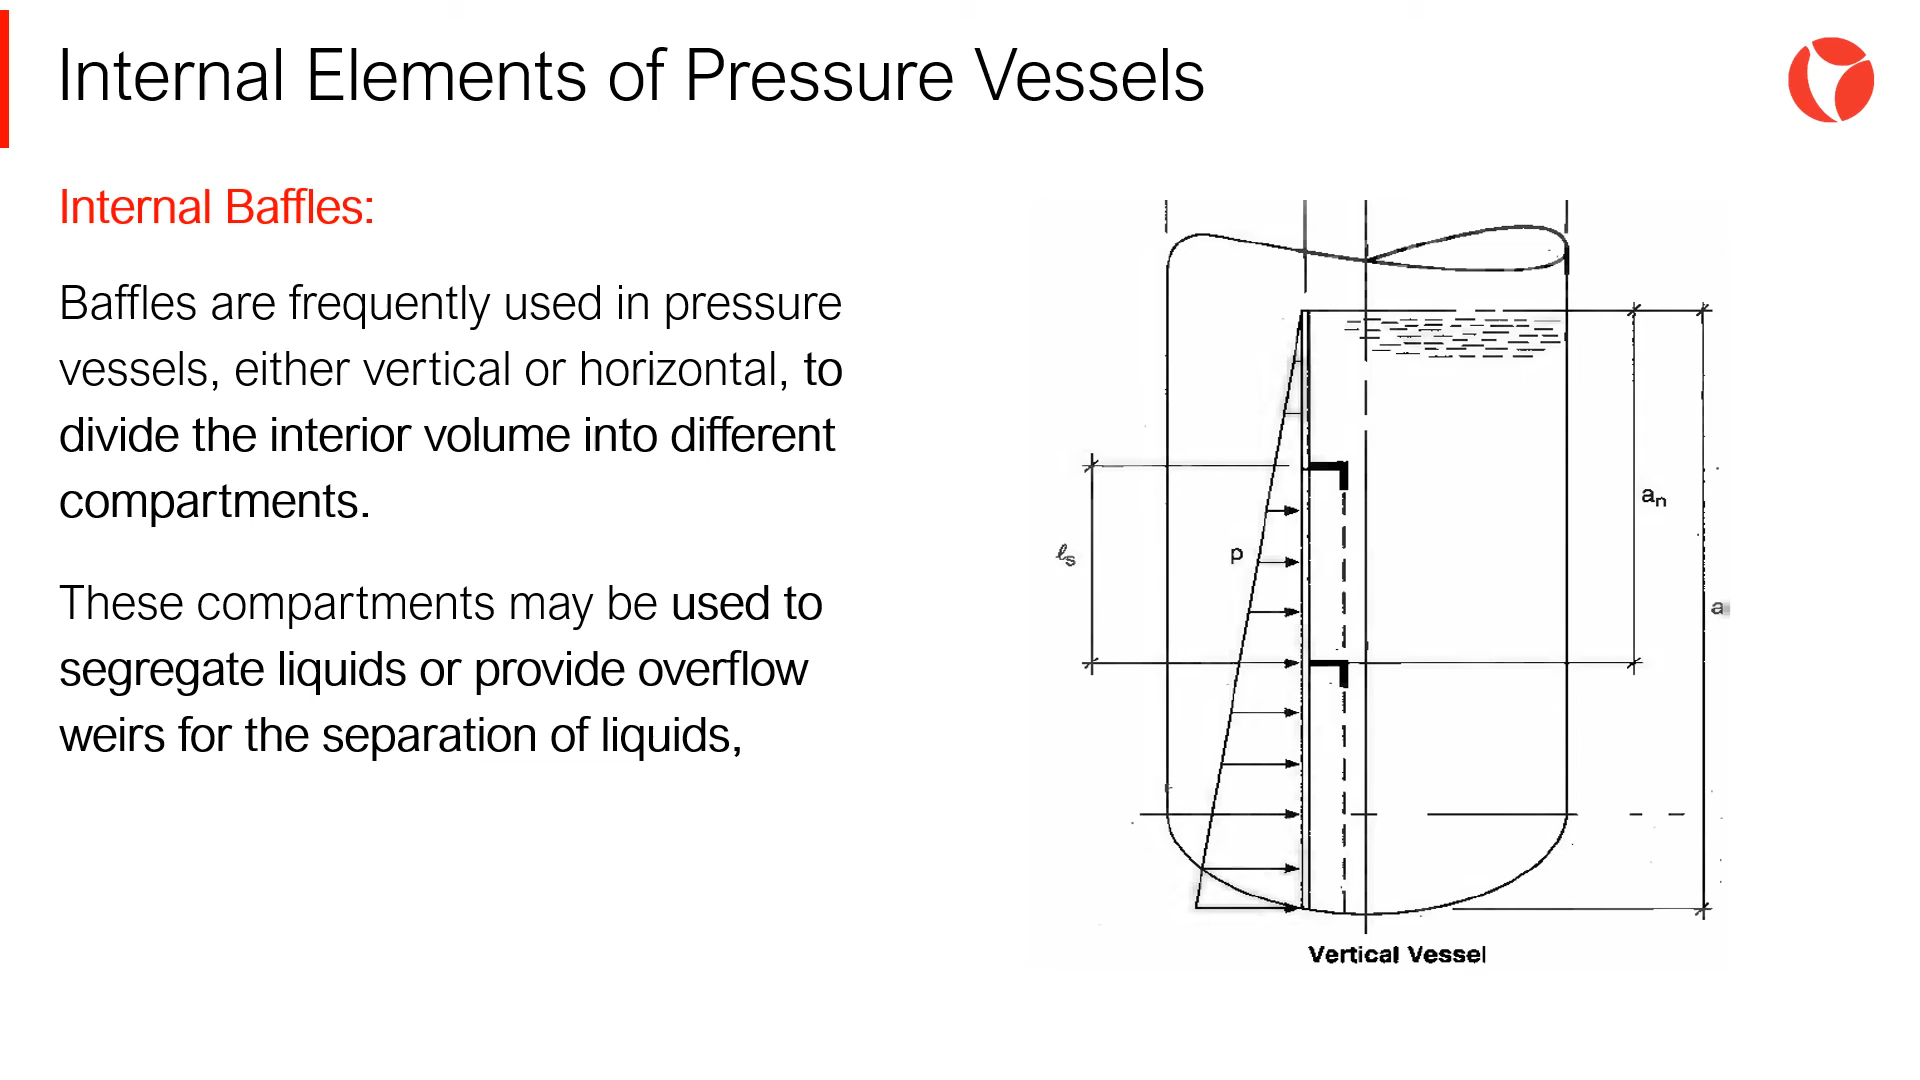 Internal Elements of Pressure Vessels
Internal Baffles:
Baffles are frequently used in pressure
vessels, either vertical or horizontal, to
divide the interior volume into different
compartments.
These compartments may be used to
segregate liquids or provide overflow
weirs for the separation of liquids,
aₙ
ℓₛ
p
a
Vertical Vessel